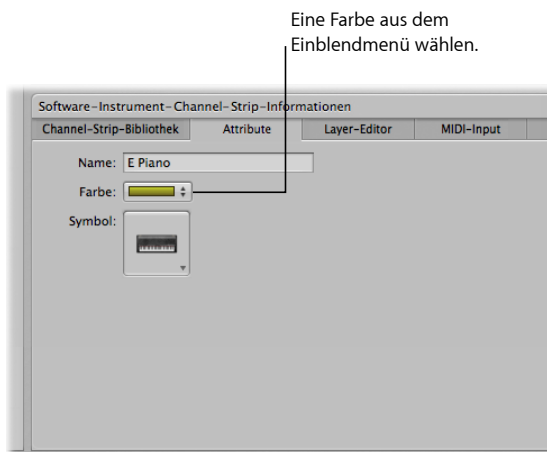 Eine Farbe aus dem
Einblendmenü wählen.
Software-Instrument-Channel-Strip-Informationen
Channel-Strip-Bibliothek Attribute Layer-Editor MIDI-Input
Name: E Piano
Farbe:
Symbol: